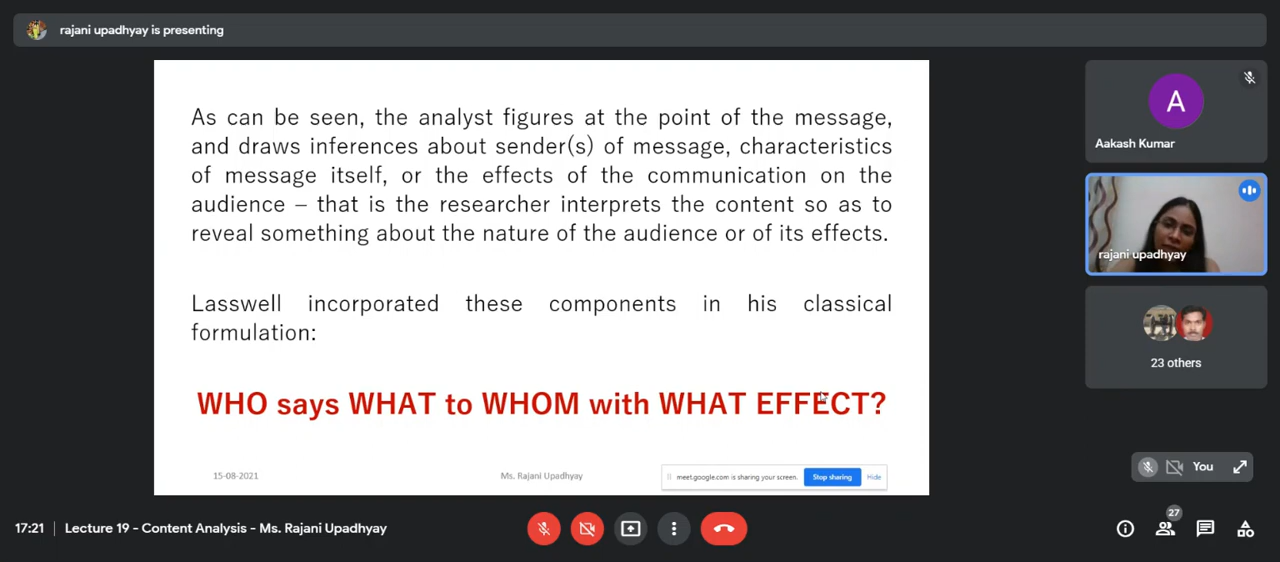 rajani upadhyay is presenting
As can be seen, the analyst figures at the point of the message,
and draws inferences about sender(s) of message, characteristics
of message itself, or the effects of the communication on the
audience – that is the researcher interprets the content so as to
reveal something about the nature of the audience or of its effects.
Lasswell incorporated these components in his classical
formulation:
WHO says WHAT to WHOM with WHAT EFFECT?
15-08-2021
Ms. Rajani Upadhyay
meet.google.com is sharing your screen.
Stop sharing
Hide
A
Aakash Kumar
rajani upadhyay
23 others
You
17:21
Lecture 19 - Content Analysis - Ms. Rajani Upadhyay
27